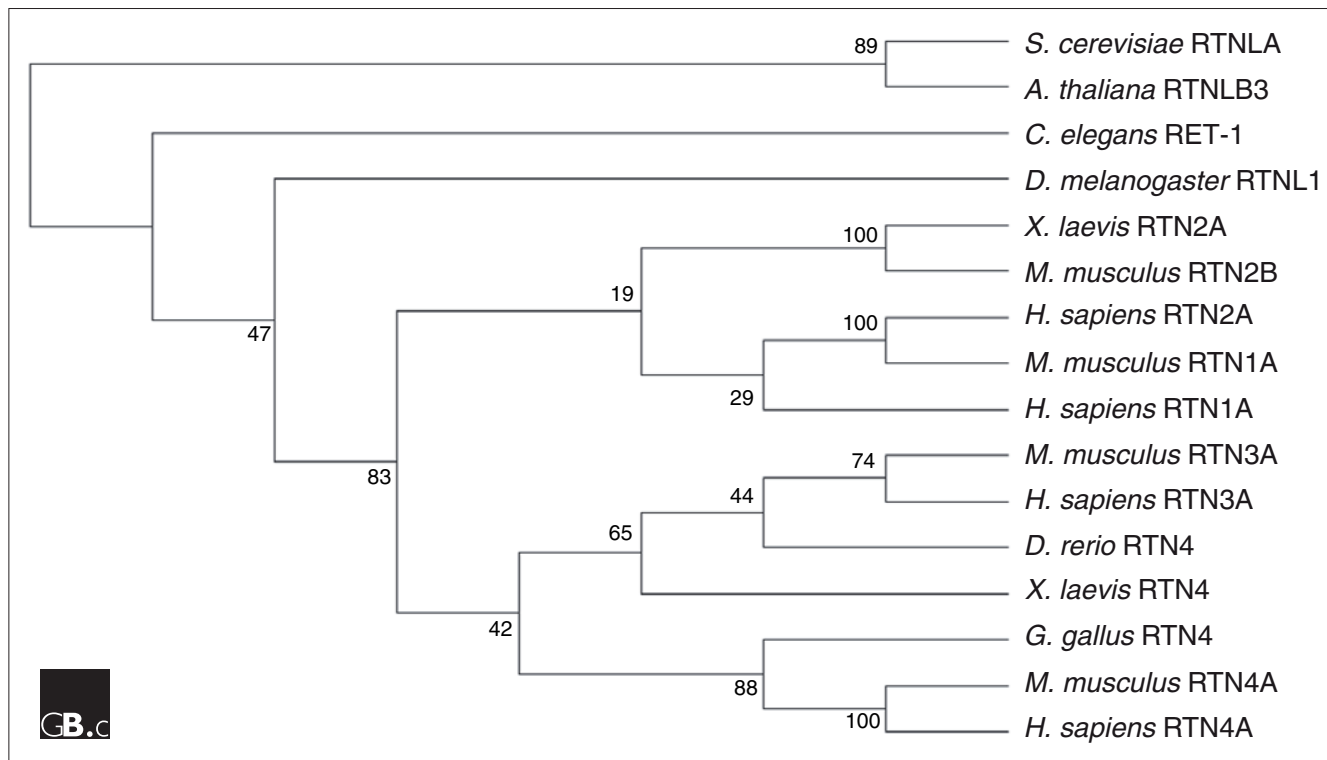 89
S. cerevisiae RTNLA
A. thaliana RTNLB3
C. elegans RET-1
D. melanogaster RTNL1
100
X. laevis RTN2A
M. musculus RTN2B
19
100
H. sapiens RTN2A
47
M. musculus RTN1A
29
H. sapiens RTN1A
83
74
M. musculus RTN3A
44
H. sapiens RTN3A
65
D. rerio RTN4
X. laevis RTN4
42
G. gallus RTN4
88
M. musculus RTN4A
100
H. sapiens RTN4A
GB.c